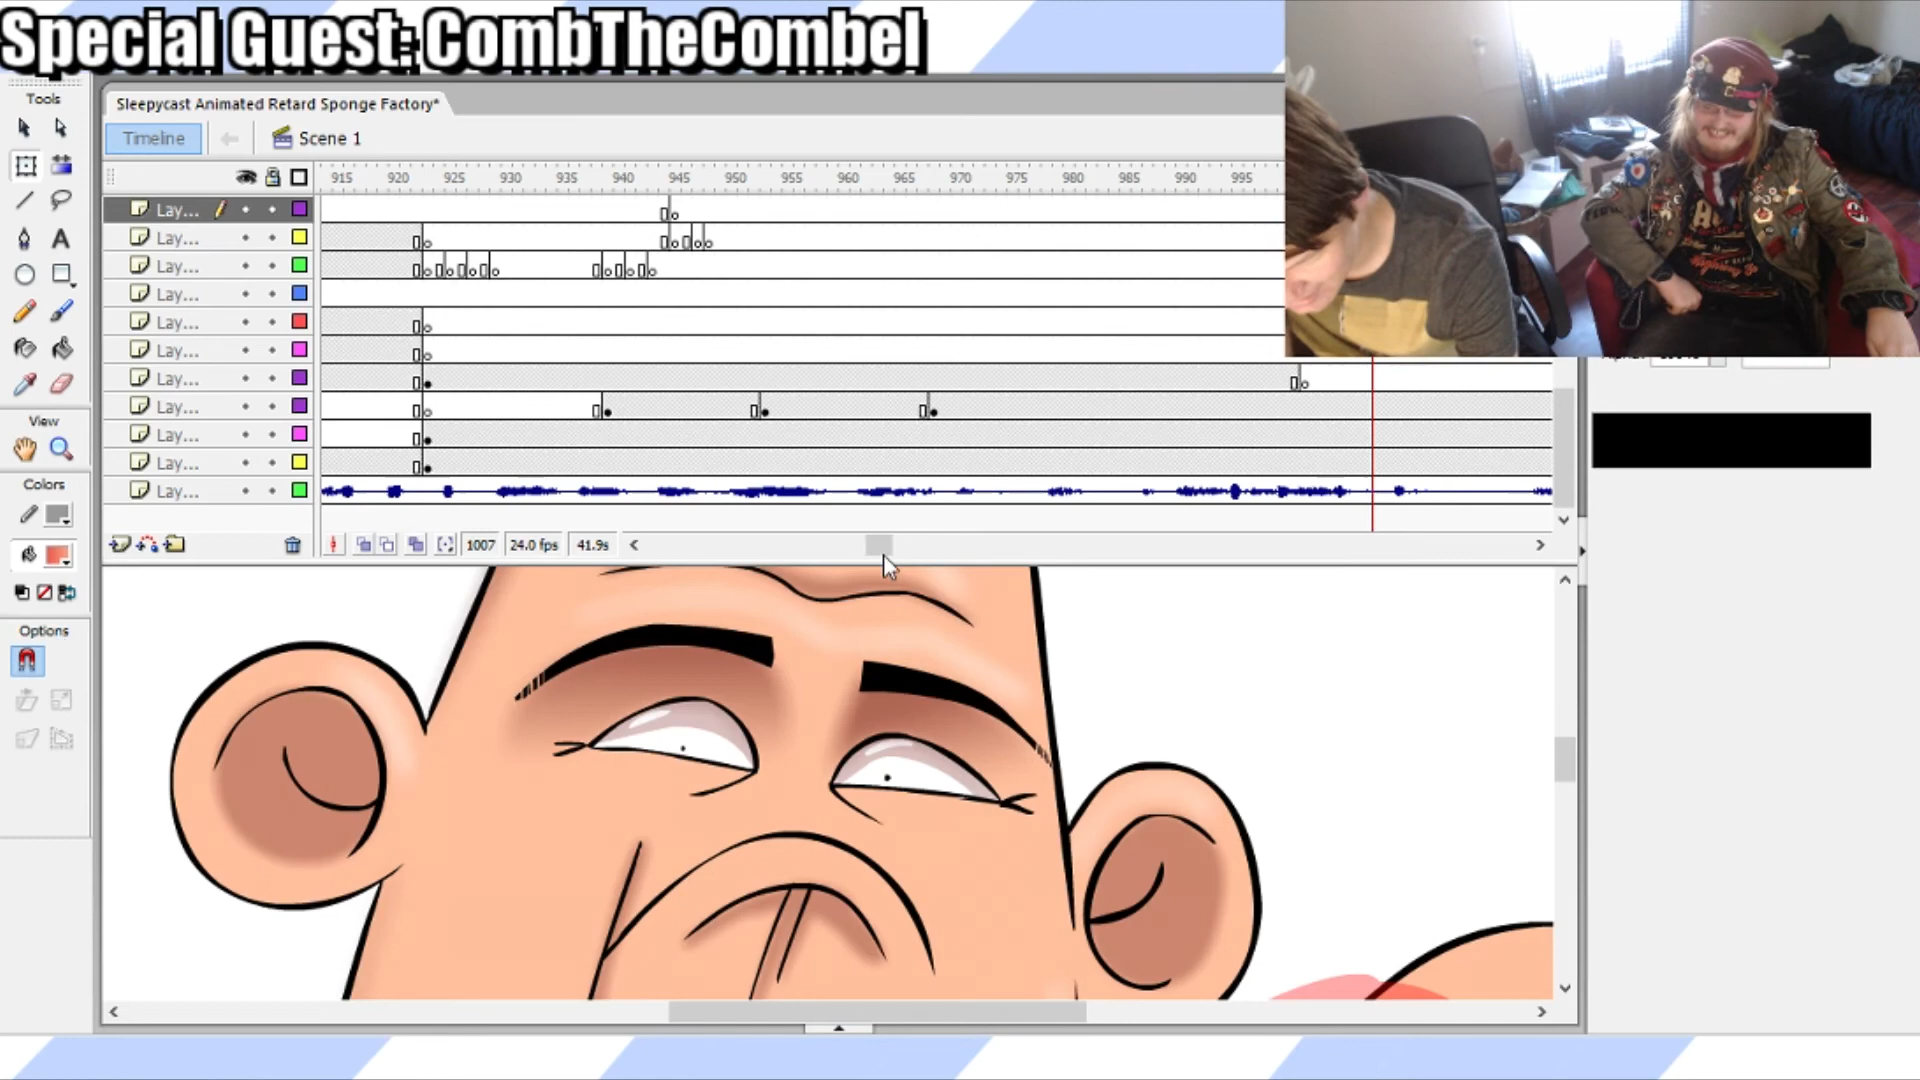 Special Guest: CombTheCombel
Tools
Sleepycast Animated Retard Sponge Factory*
Timeline
Scene 1
915 920 925 930 935 940 945 950 955 960 965 970 975 980 985 990 995
Lay...
Lay...
Lay...
Lay...
Lay...
Lay...
Lay...
Lay...
Lay...
Lay...
Lay...
View
Colors
1007 24.0 fps 41.9s
Options